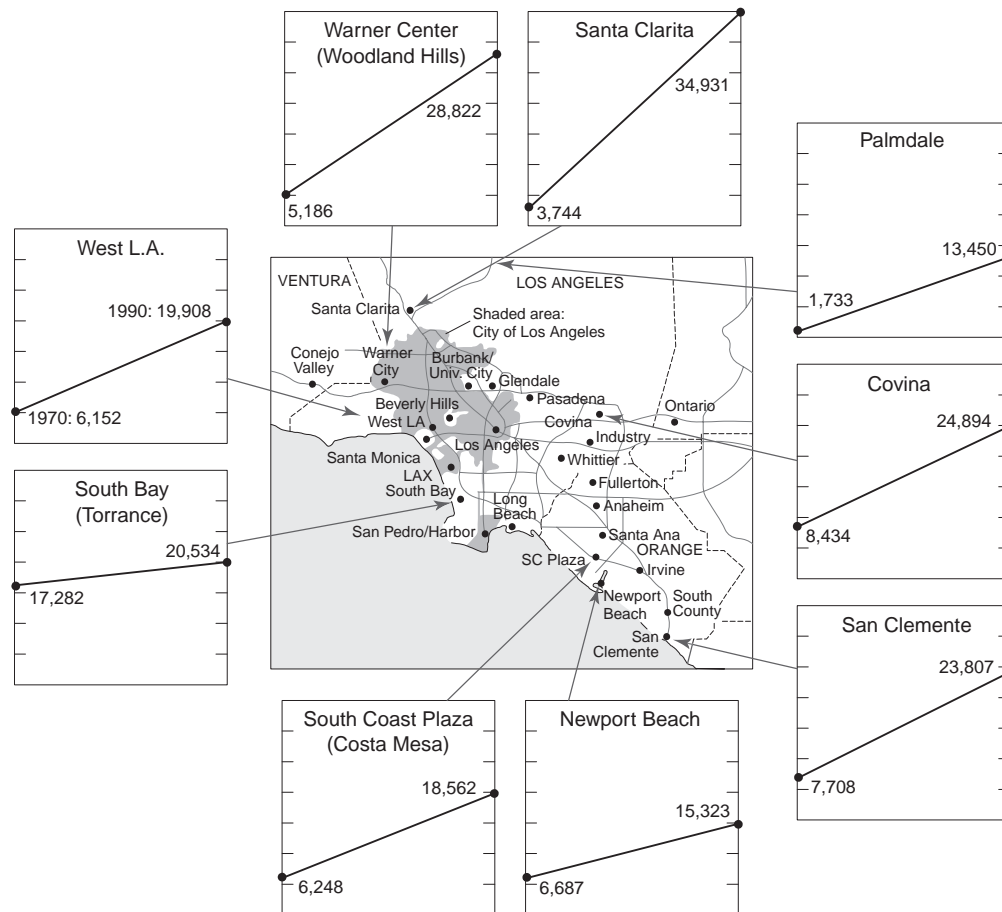 Warner Center
(Woodland Hills)
28,822
5,186
Santa Clarita
34,931
3,744
Palmdale
13,450
1,733
West L.A.
1990: 19,908
1970: 6,152
VENTURA
LOS ANGELES
Santa Clarita
Shaded area:
City of Los Angeles
Conejo
Valley
Warner
City
Burbank/
Univ. City
Glendale
Pasadena
Beverly Hills
West LA
Covina
Ontario
Los Angeles
Industry
Santa Monica
Whittier
LAX
Fullerton
South Bay
Long
Beach
Anaheim
San Pedro/Harbor
Santa Ana
ORANGE
SC Plaza
Irvine
Newport
Beach
South
County
San
Clemente
Covina
24,894
8,434
South Bay
(Torrance)
20,534
17,282
San Clemente
23,807
7,708
South Coast Plaza
(Costa Mesa)
18,562
6,248
Newport Beach
15,323
6,687